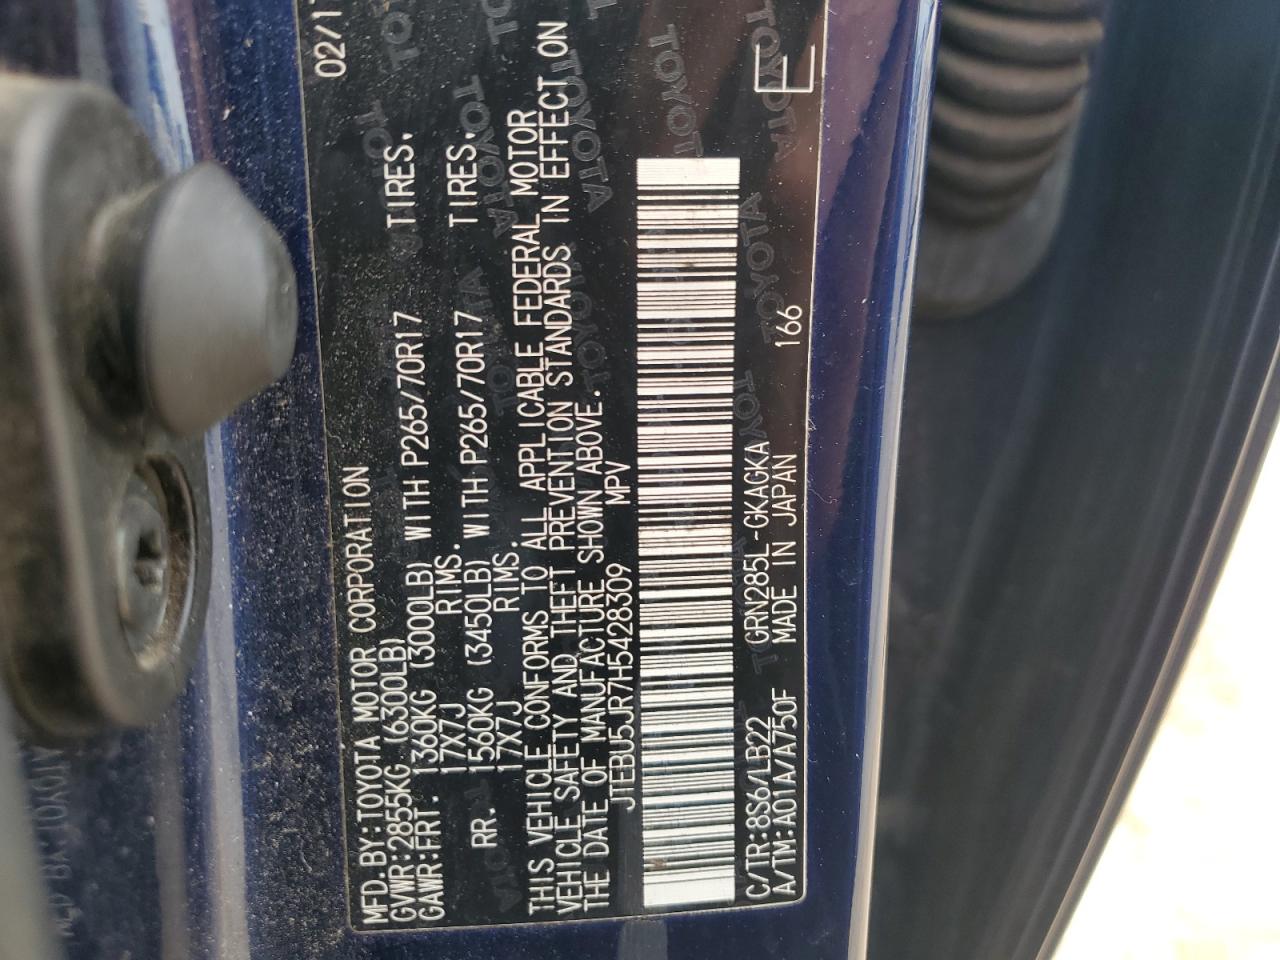 MFD.BY:TOYOTA MOTOR CORPORATION 02/1
GVWR:2855KG (6300LB)
GAWR:FRT. 1360KG (3000LB) WITH P265/70R17 TIRES.
17X7J RIMS.
RR. 1560KG (3450LB) WITH P265/70R17 TIRES.
17X7J RIMS.
THIS VEHICLE CONFORMS TO ALL APPLICABLE FEDERAL MOTOR
VEHICLE SAFETY AND THEFT PREVENTION STANDARDS IN EFFECT ON
THE DATE OF MANUFACTURE SHOWN ABOVE.
JTEBU5JR7H5428309 MPV
C/TR:8S6/LB22 GRN285L-GKAGKA
A/TM:A01A/A750F MADE IN JAPAN 166